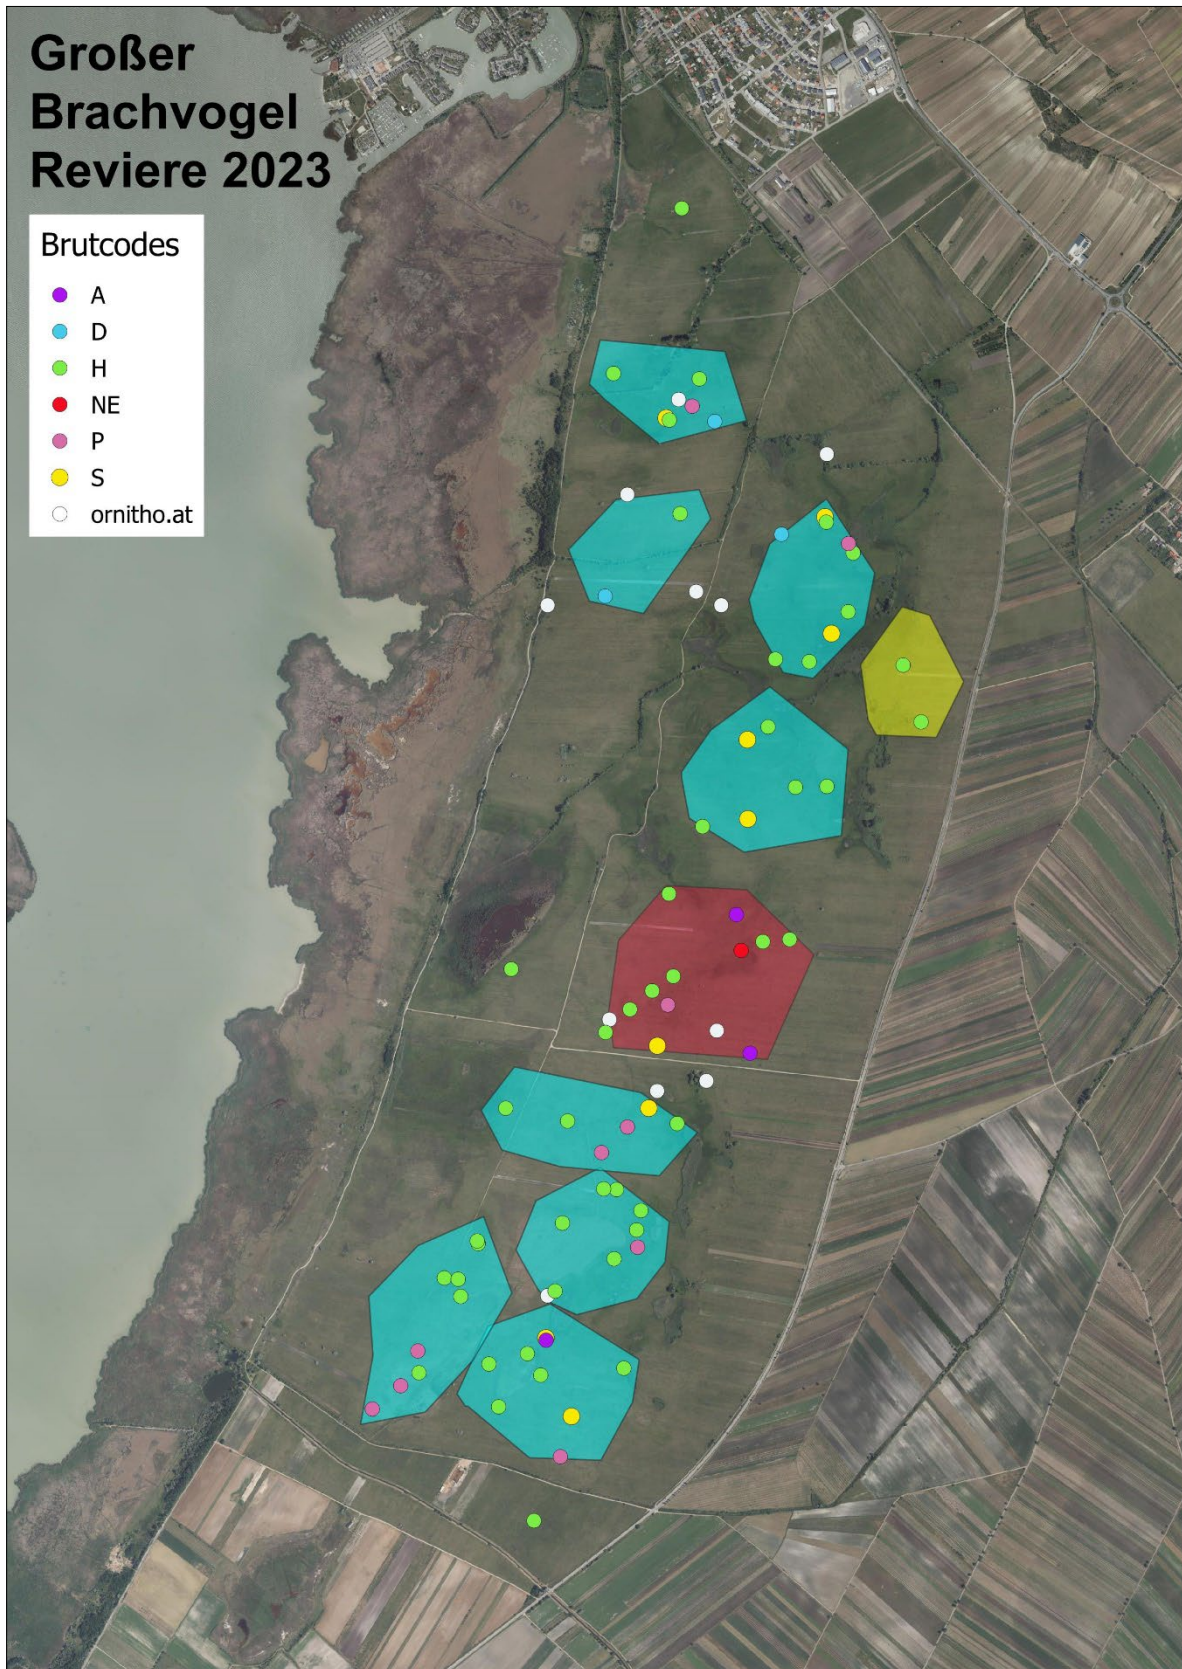 Großer
Brachvogel
Reviere 2023
Brutcodes
A
D
H
NE
P
S
ornitho.at